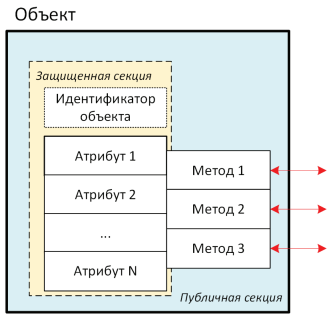 Объект
Защищенная секция
Идентификатор
объекта
Атрибут 1
Атрибут 2
...
Атрибут N
Метод 1
Метод 2
Метод 3
Публичная секция